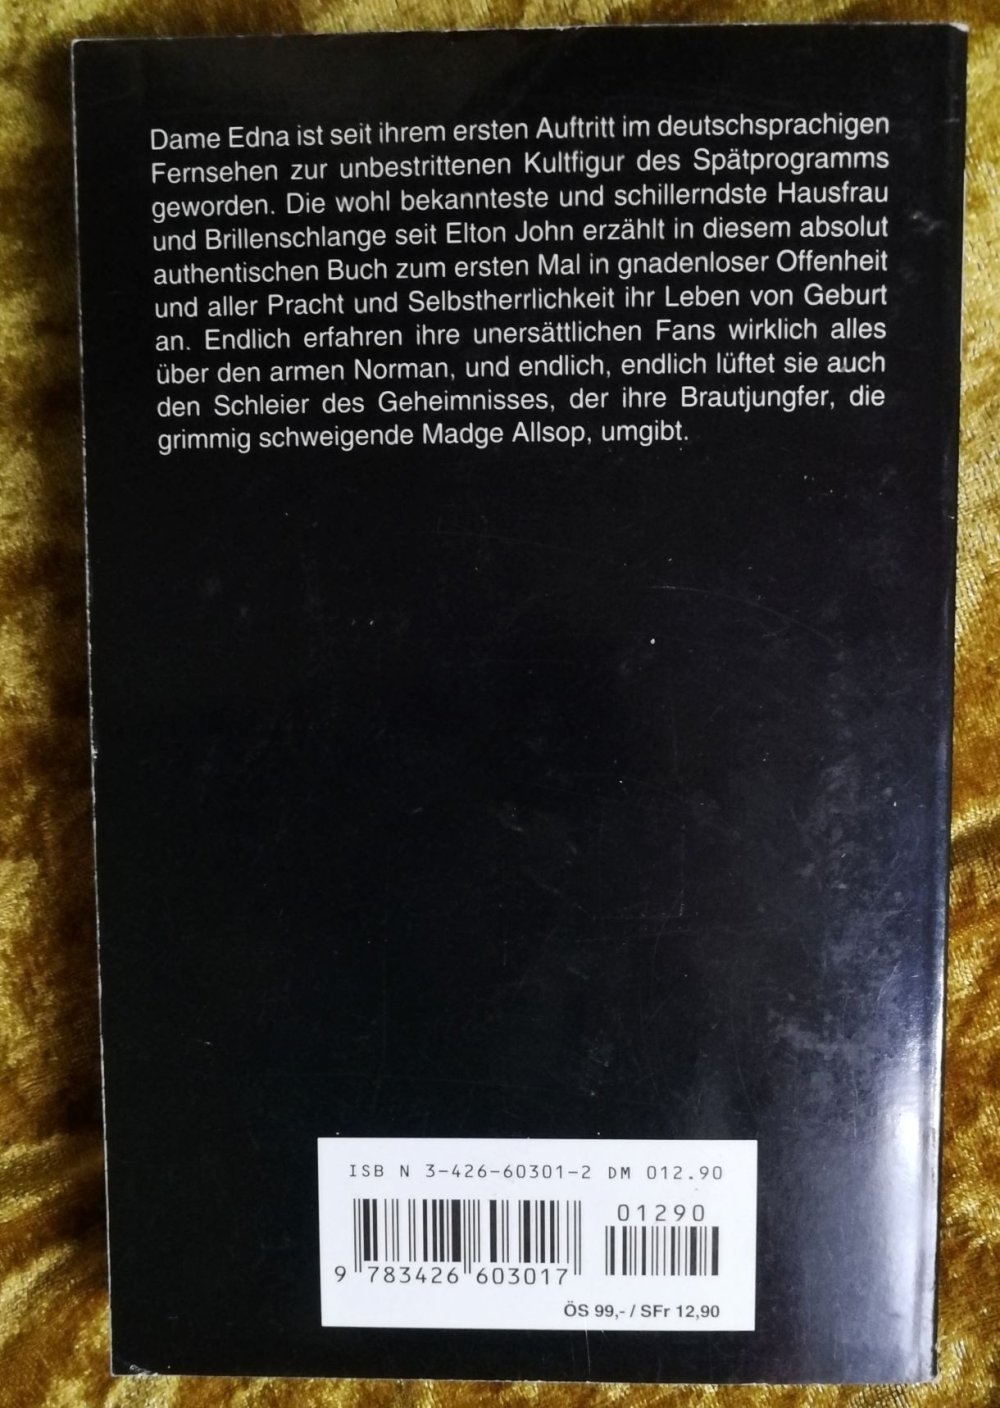 Dame Edna ist seit ihrem ersten Auftritt im deutschsprachigen
Fernsehen zur unbestrittenen Kultfigur des Spätprogramms
geworden. Die wohl bekannteste und schillerndste Hausfrau
und Brillenschlange seit Elton John erzählt in diesem absolut
authentischen Buch zum ersten Mal in gnadenloser Offenheit
und aller Pracht und Selbstherrlichkeit ihr Leben von Geburt
an. Endlich erfahren ihre unersättlichen Fans wirklich alles
über den armen Norman, und endlich, endlich lüftet sie auch
den Schleier des Geheimnisses, der ihre Brautjungfer, die
grimmig schweigende Madge Allsop, umgibt.
ISB N 3-426-60301-2 DM 012.90
01290
9 783426 603017
ÖS 99,- / SFr 12,90